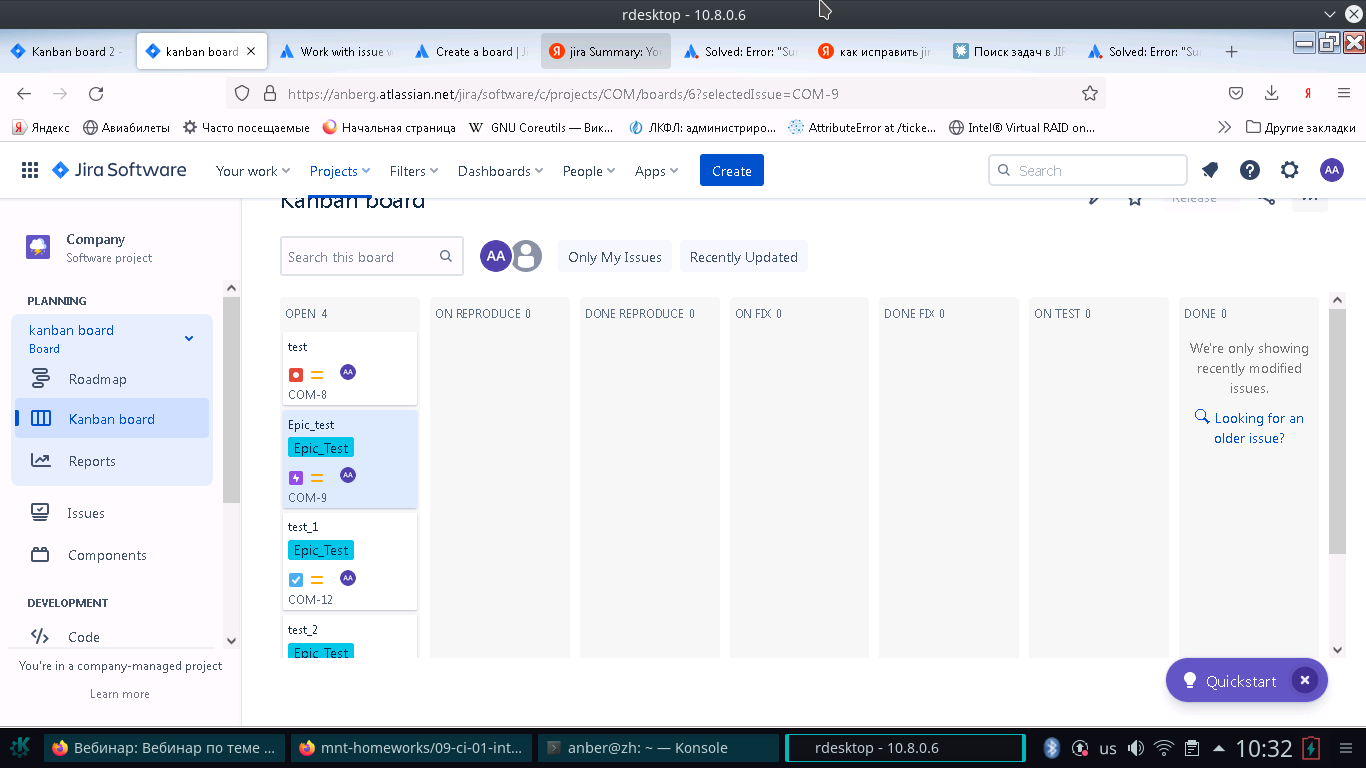 rdesktop - 10.8.0.6
Kanban board 2 -
kanban board
Work with issue w
Create a board | Ji
jira Summary: You
Solved: Error: "Su
как исправить jir
Поиск задач в JIR
Solved: Error: "Su
https://anberg.atlassian.net/jira/software/c/projects/COM/boards/6?selectedIssue=COM-9
Яндекс
Авиабилеты
Часто посещаемые
Начальная страница
GNU Coreutils — Вик...
ЛКФЛ: администриро...
AttributeError at /ticke...
Intel® Virtual RAID on...
Другие закладки
Jira Software
Your work
Projects
Filters
Dashboards
People
Apps
Create
Search
AA
Company
Software project
PLANNING
kanban board
Board
Roadmap
Kanban board
Reports
Issues
Components
DEVELOPMENT
Code
You're in a company-managed project
Learn more
Kanban board
Release
Search this board
AA
Only My Issues
Recently Updated
OPEN 4
ON REPRODUCE 0
DONE REPRODUCE 0
ON FIX 0
DONE FIX 0
ON TEST 0
DONE 0
test
AA
COM-8
Epic_test
Epic_Test
AA
COM-9
test_1
Epic_Test
AA
COM-12
test_2
Epic_Test
We're only showing
recently modified
issues.
Looking for an
older issue?
Quickstart
Вебинар: Вебинар по теме ...
mnt-homeworks/09-ci-01-int...
anber@zh: ~ — Konsole
rdesktop - 10.8.0.6
us
10:32